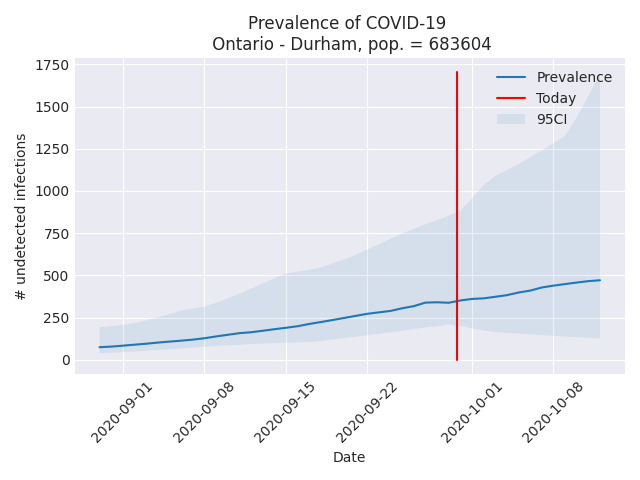 Prevalence of COVID-19
Ontario - Durham, pop. = 683604
1750
1500
1250
1000
750
500
250
0
# undetected infections
Prevalence
Today
95CI
2020-09-01
2020-09-08
2020-09-15
2020-09-22
2020-10-01
2020-10-08
Date